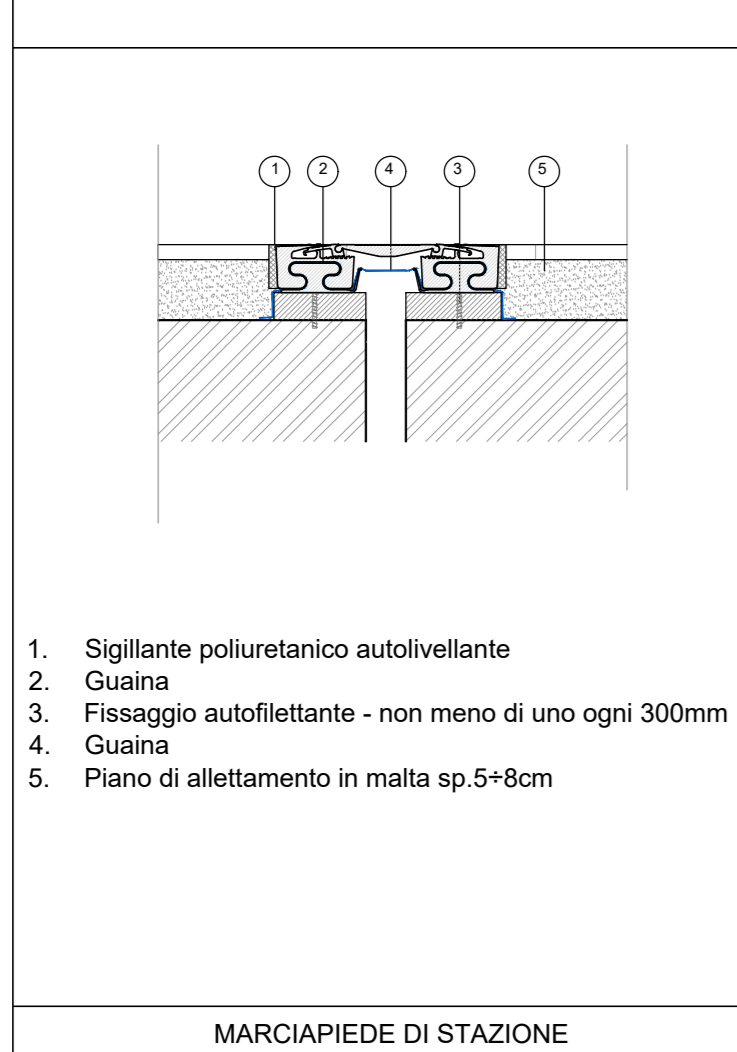 1 2 4 3 5
1. Sigillante poliuretanico autolivellante
2. Guaina
3. Fissaggio autofilettante - non meno di uno ogni 300mm
4. Guaina
5. Piano di allettamento in malta sp.5÷8cm
MARCIAPIEDE DI STAZIONE